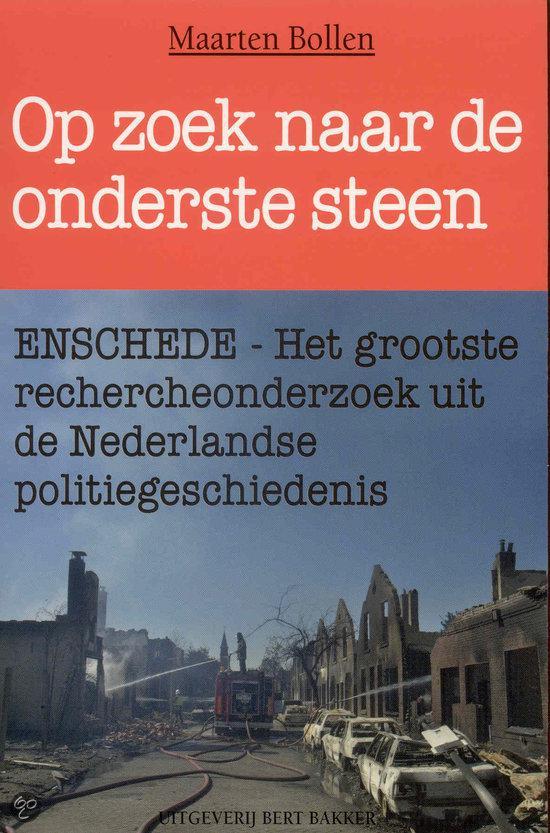 Maarten Bollen
Op zoek naar de
onderste steen
ENSCHEDE - Het grootste
rechercheonderzoek uit
de Nederlandse
politiegeschiedenis
UITGEVERIJ BERT BAKKER
go